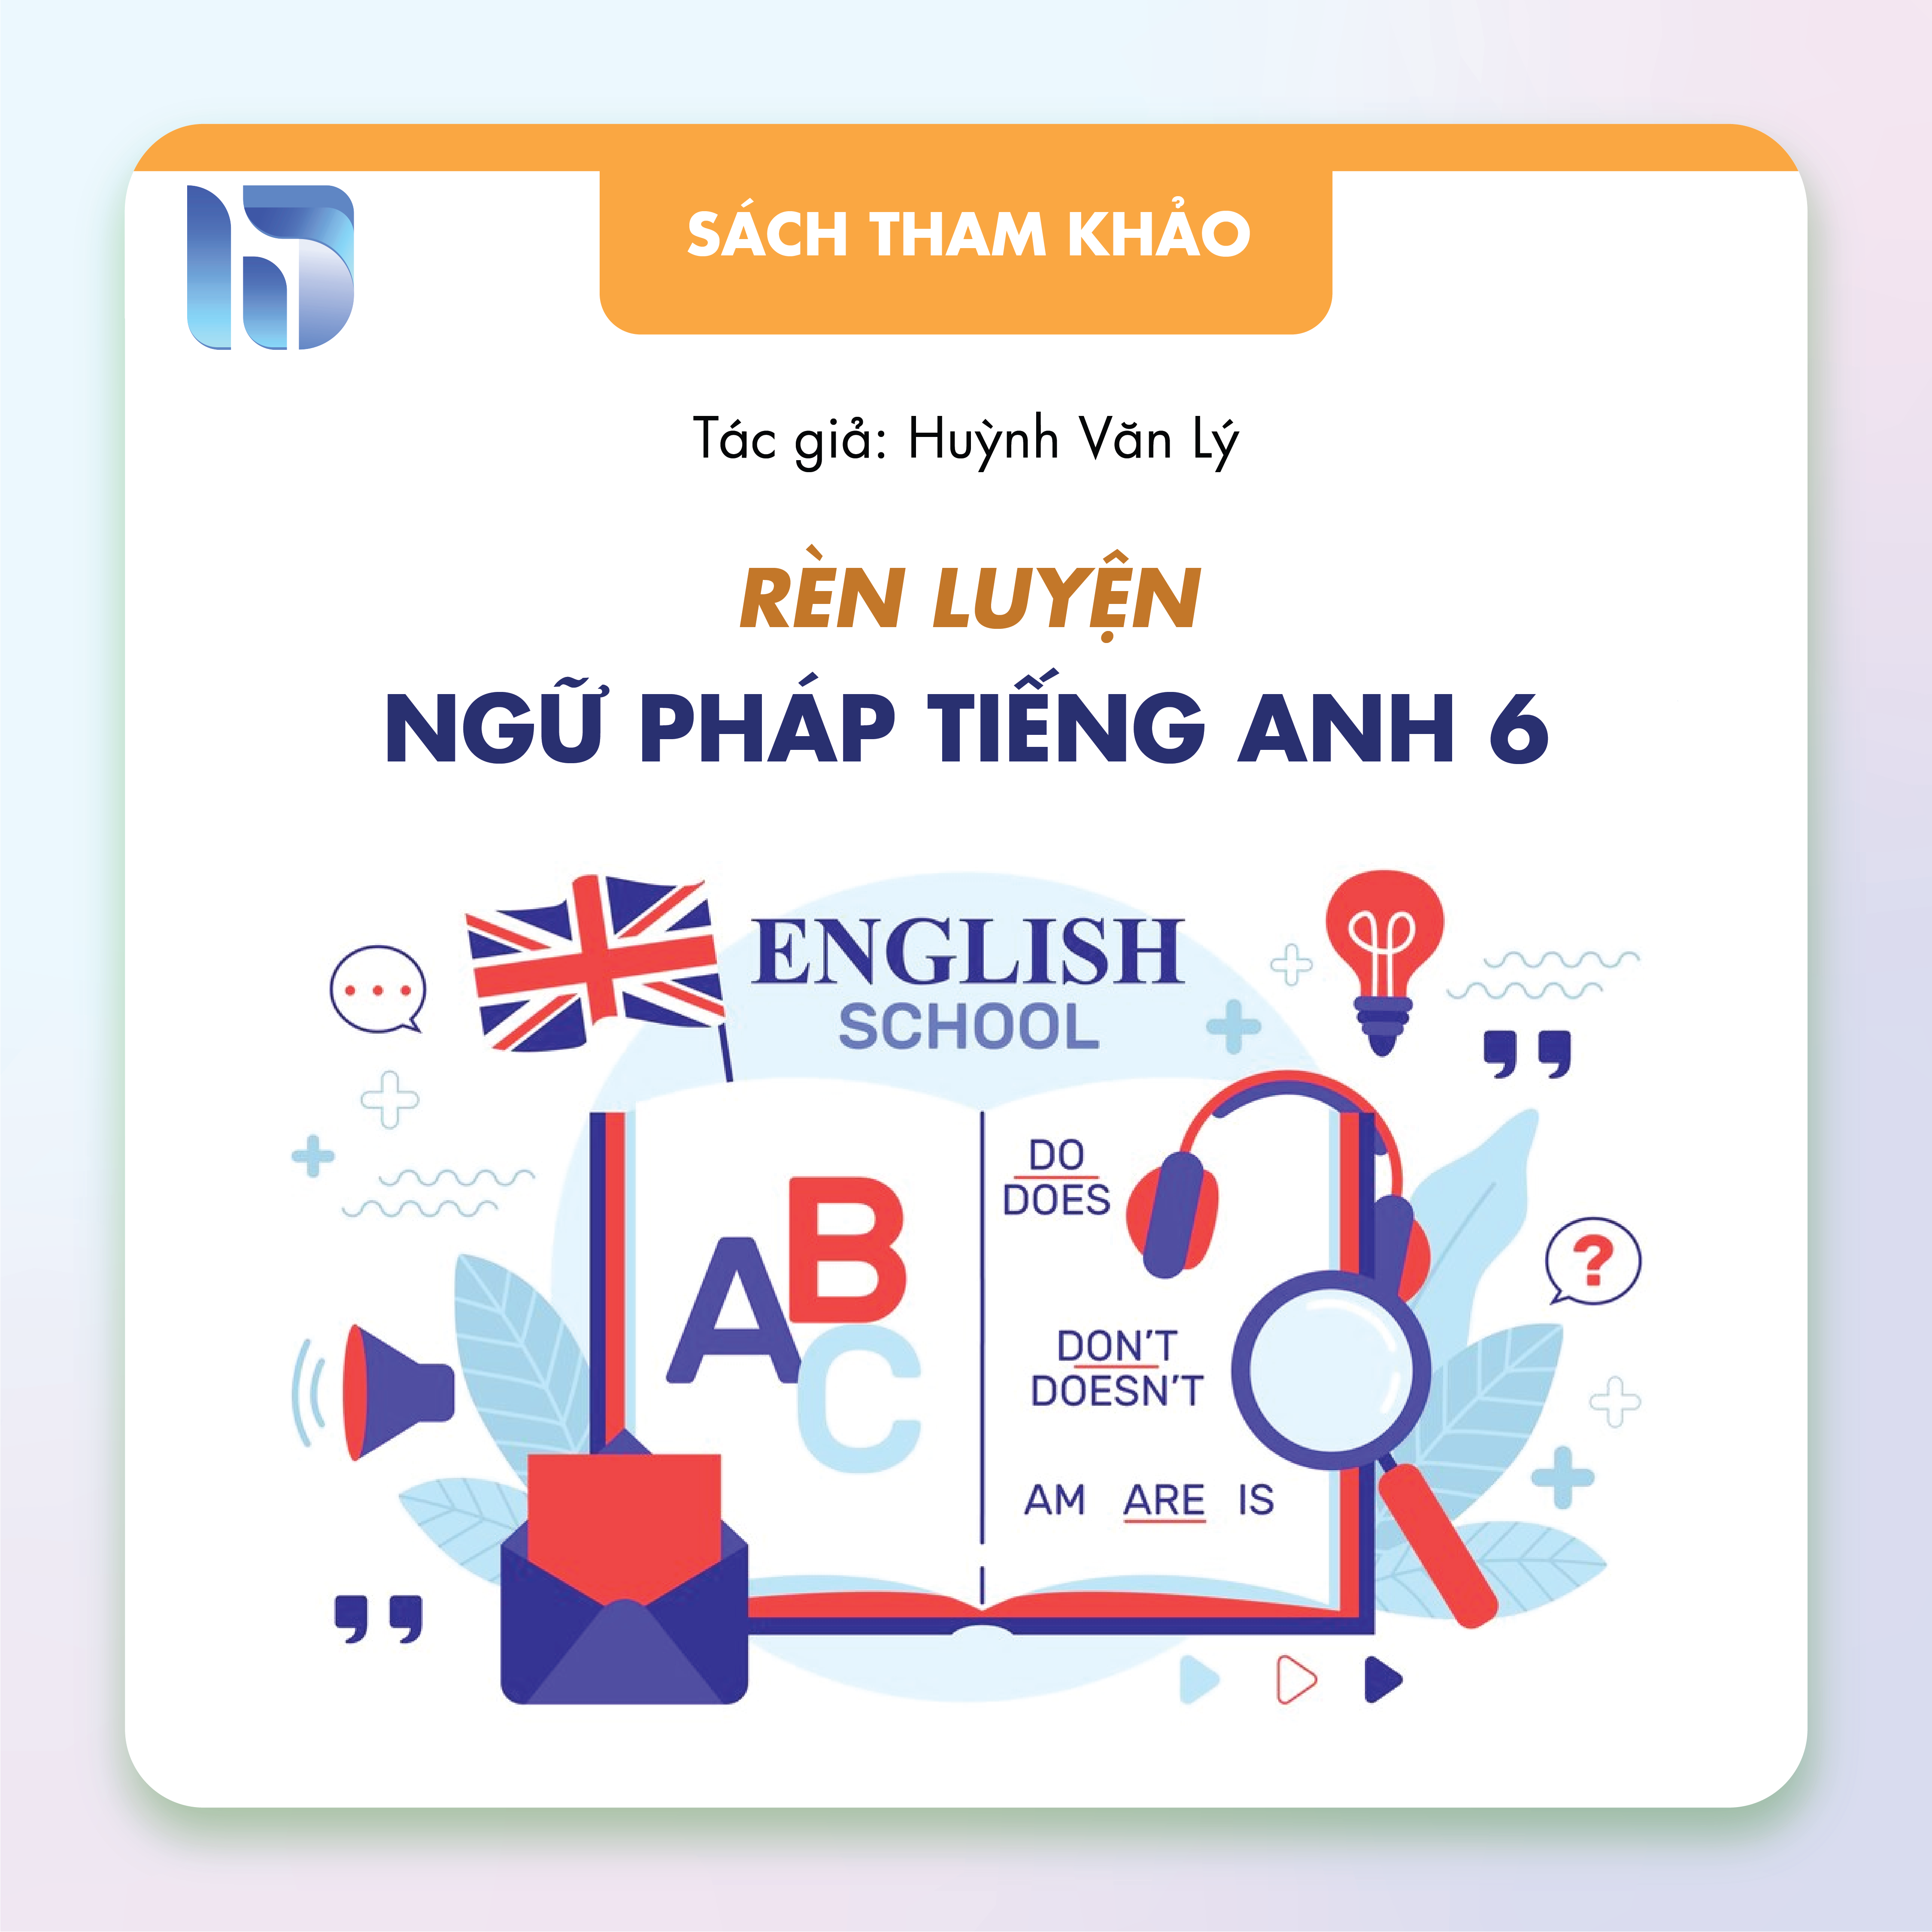 SÁCH THAM KHẢO
Tác giả: Huỳnh Văn Lý
RÈN LUYỆN
NGỮ PHÁP TIẾNG ANH 6
ENGLISH
SCHOOL
A
B
C
DO
DOES
DON'T
DOESN'T
AM ARE IS
?